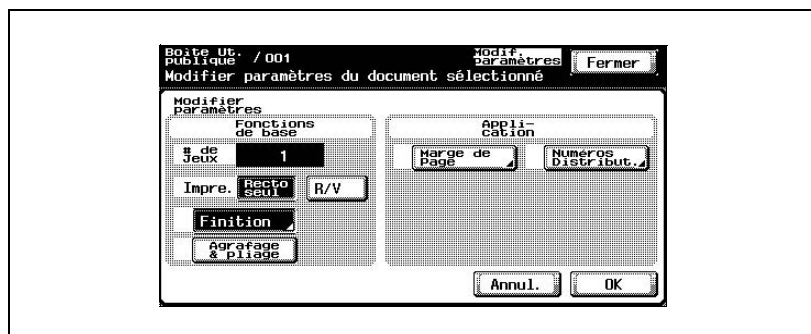 Boîte Ut.
publique / 001
Modif.
paramètres
Fermer
Modifier paramètres du document sélectionné
Modifier
paramètres
Fonctions
de base
# de
Jeux
1
Impre.
Recto
seul
R/V
Finition
Agrafage
& pliage
Appli-
cation
Marge de
Page
Numéros
Distribut.
Annul.
OK